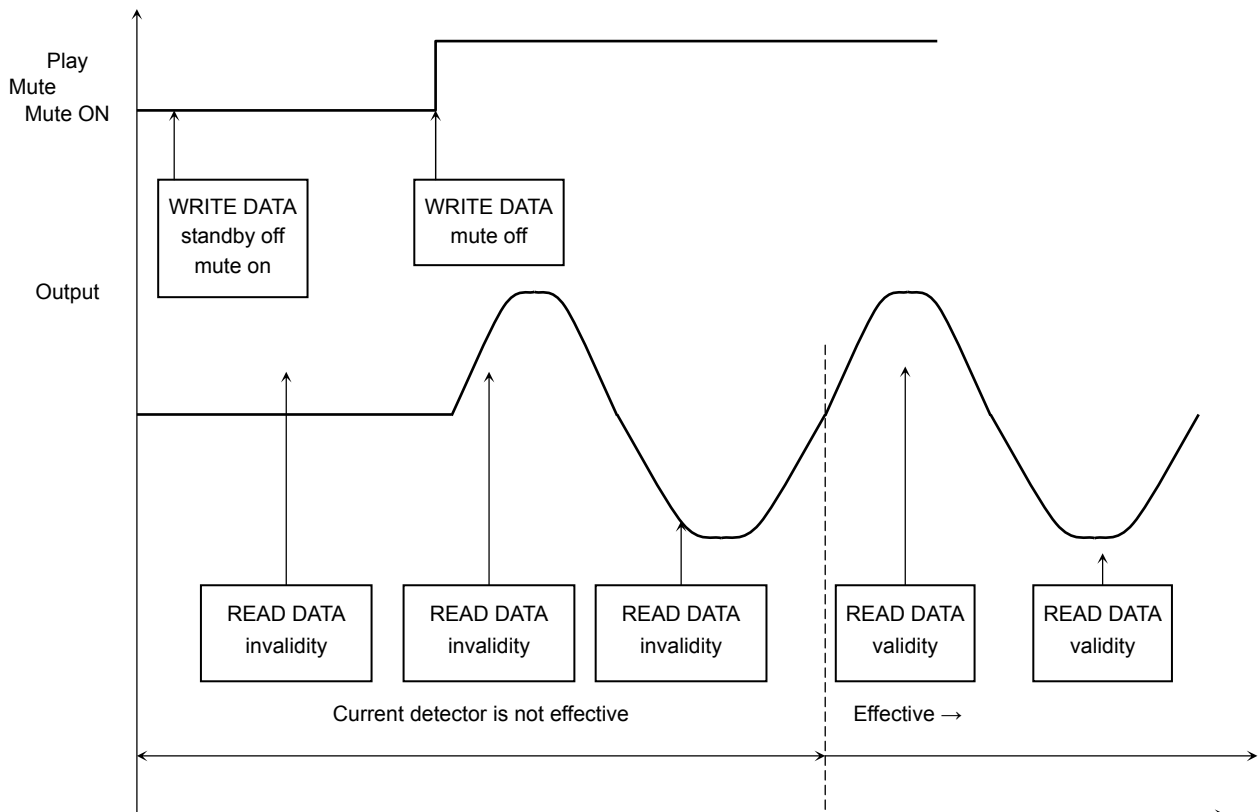 Play
Mute
Mute ON
WRITE DATA
standby off
mute on
WRITE DATA
mute off
Output
READ DATA
invalidity
READ DATA
invalidity
READ DATA
invalidity
READ DATA
validity
READ DATA
validity
Current detector is not effective
Effective →